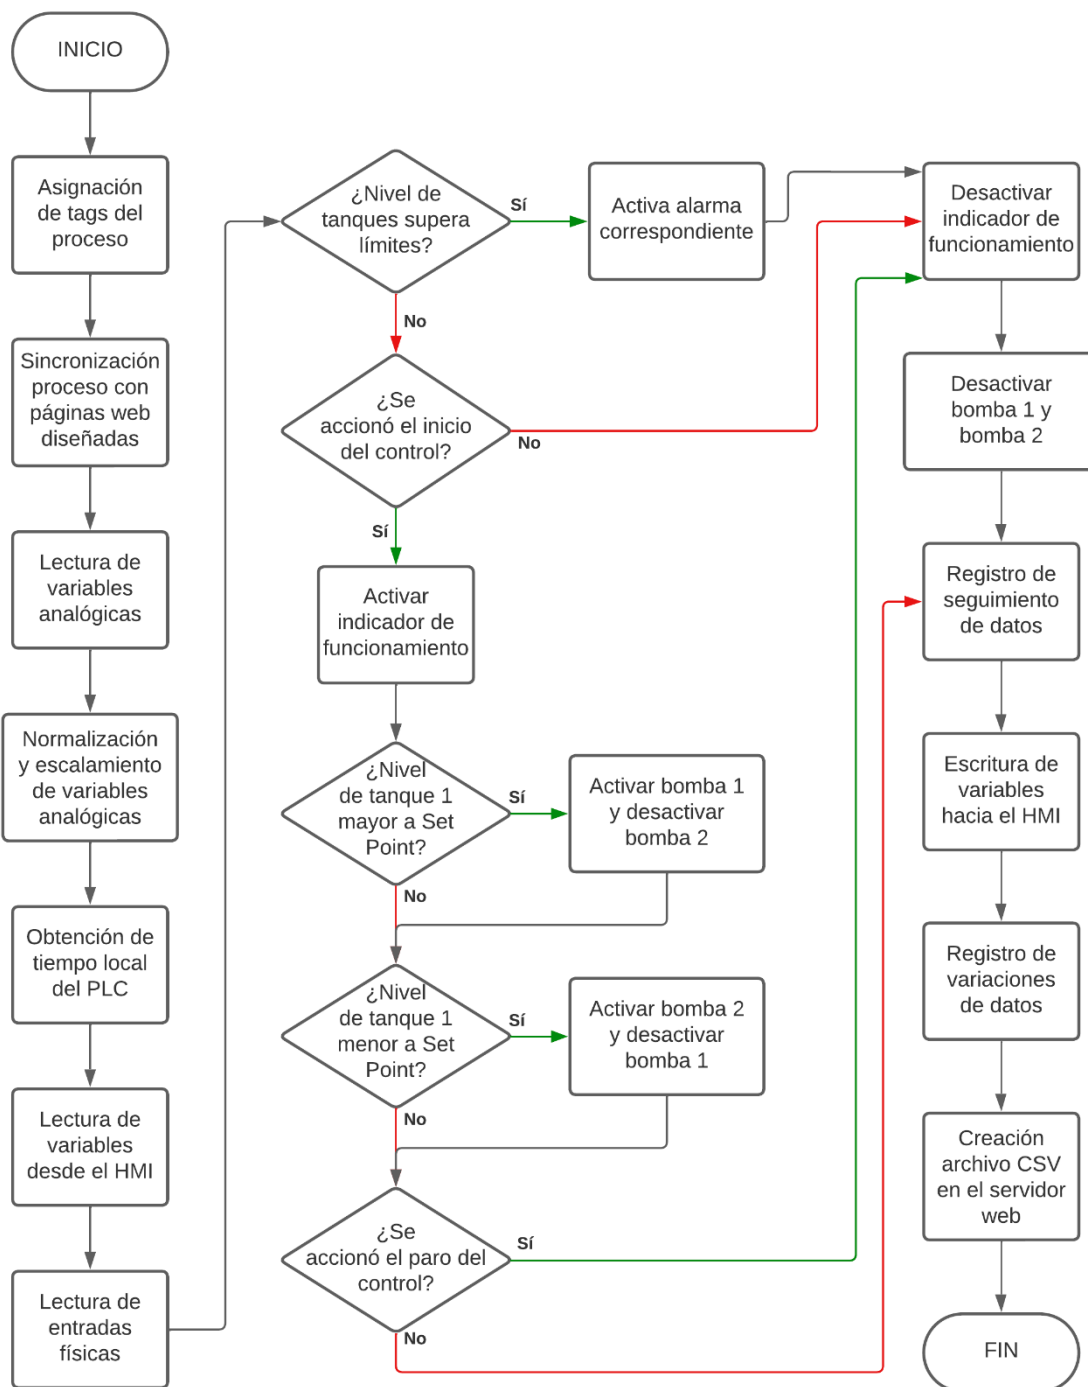 INICIO
Asignación
de tags del
proceso
Sincronización
proceso con
páginas web
diseñadas
Lectura de
variables
analógicas
Normalización
y escalamiento
de variables
analógicas
Obtención de
tiempo local
del PLC
Lectura de
variables
desde el HMI
Lectura de
entradas
físicas
¿Nivel de
tanques supera
límites?
Sí
No
Activa alarma
correspondiente
¿Se
accionó el inicio
del control?
No
Sí
Activar
indicador de
funcionamiento
¿Nivel
de tanque 1
mayor a Set
Point?
Sí
No
Activar bomba 1
y desactivar
bomba 2
¿Nivel
de tanque 1
menor a Set
Point?
Sí
No
Activar bomba 2
y desactivar
bomba 1
¿Se
accionó el paro del
control?
Sí
No
Desactivar
indicador de
funcionamiento
Desactivar
bomba 1 y
bomba 2
Registro de
seguimiento
de datos
Escritura de
variables
hacia el HMI
Registro de
variaciones
de datos
Creación
archivo CSV
en el servidor
web
FIN